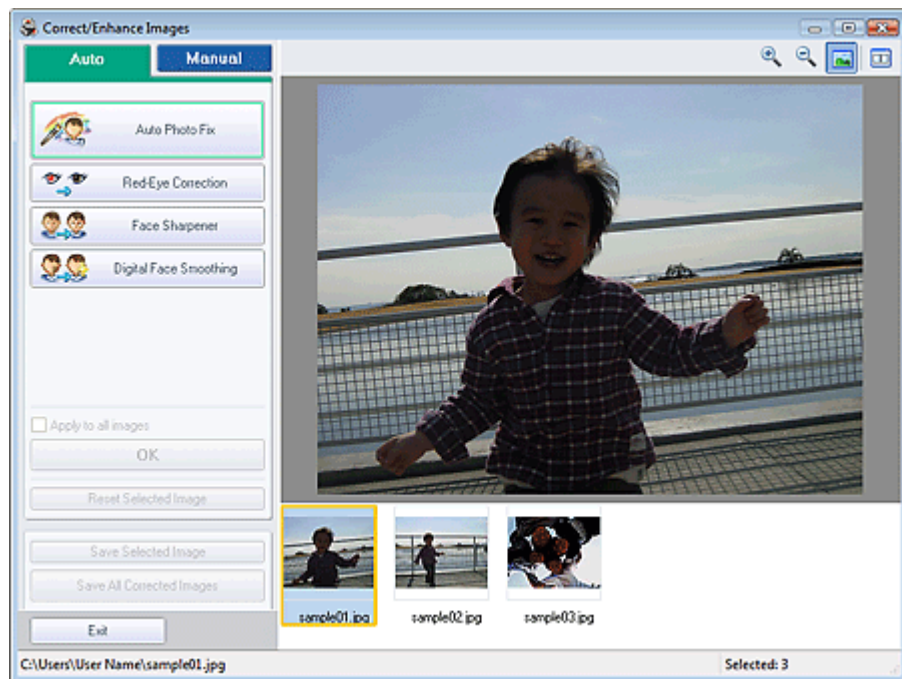 Correct/Enhance Images
Auto
Manual
Auto Photo Fix
Red-Eye Correction
Face Sharpener
Digital Face Smoothing
Apply to all images
OK
Reset Selected Image
Save Selected Image
Save All Corrected Images
Exit
sample01.jpg
sample02.jpg
sample03.jpg
C:\Users\User Name\sample01.jpg
Selected: 3